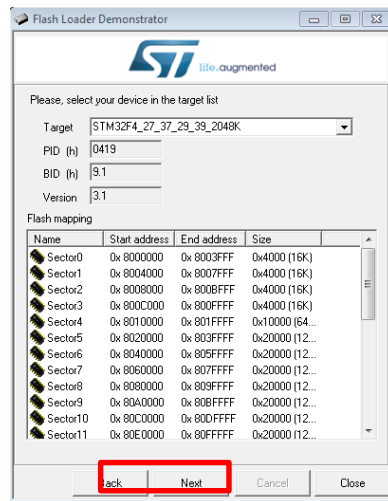 Flash Loader Demonstrator
ST life.augmented
Please, select your device in the target list
Target STM32F4_27_37_29_39_2048K
PID (h) 0419
BID (h) 9.1
Version 3.1
Flash mapping
Name Start address End address Size
Sector0 0x 8000000 0x 8003FFF 0x4000 (16K)
Sector1 0x 8004000 0x 8007FFF 0x4000 (16K)
Sector2 0x 8008000 0x 800BFFF 0x4000 (16K)
Sector3 0x 800C000 0x 800FFFF 0x4000 (16K)
Sector4 0x 8010000 0x 801FFFF 0x10000 (64...
Sector5 0x 8020000 0x 803FFFF 0x20000 (12...
Sector6 0x 8040000 0x 805FFFF 0x20000 (12...
Sector7 0x 8060000 0x 807FFFF 0x20000 (12...
Sector8 0x 8080000 0x 809FFFF 0x20000 (12...
Sector9 0x 80A0000 0x 80BFFFF 0x20000 (12...
Sector10 0x 80C0000 0x 80DFFFF 0x20000 (12...
Sector11 0x 80E0000 0x 80FFFFF 0x20000 (12...
Back Next Cancel Close